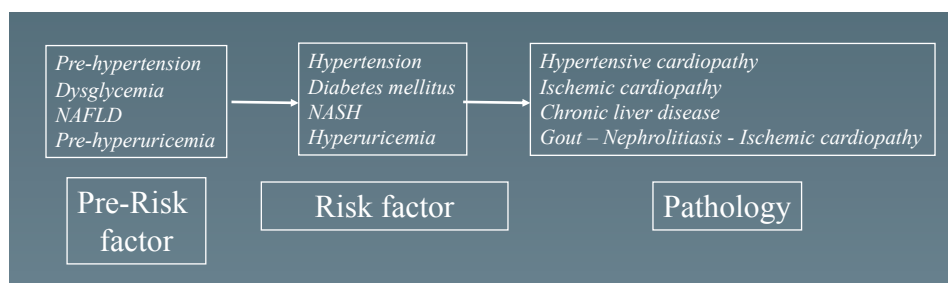 Pre-hypertension
Dysglycemia
NAFLD
Pre-hyperuricemia
Hypertension
Diabetes mellitus
NASH
Hyperuricemia
Hypertensive cardiopathy
Ischemic cardiopathy
Chronic liver disease
Gout – Nephrolitiasis - Ischemic cardiopathy
Pre-Risk
factor
Risk factor
Pathology